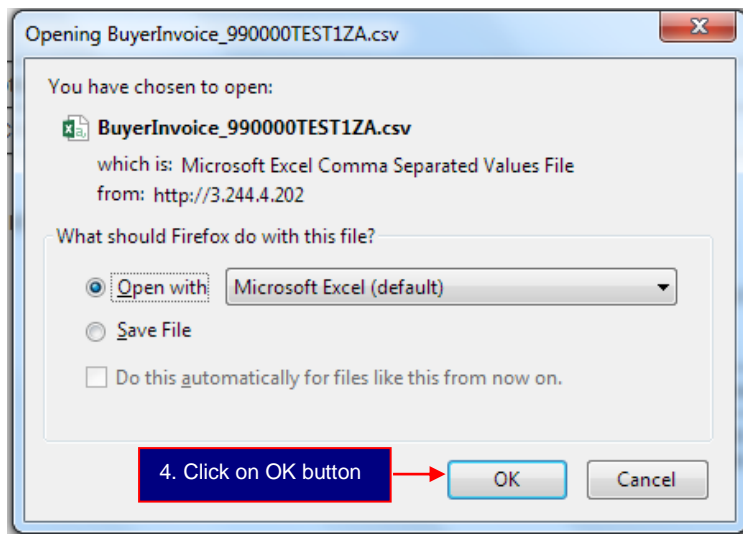 Opening BuyerInvoice_990000TEST1ZA.csv
You have chosen to open:
BuyerInvoice_990000TEST1ZA.csv
which is: Microsoft Excel Comma Separated Values File
from: http://3.244.4.202
What should Firefox do with this file?
Open with Microsoft Excel (default)
Save File
Do this automatically for files like this from now on.
4. Click on OK button
OK Cancel